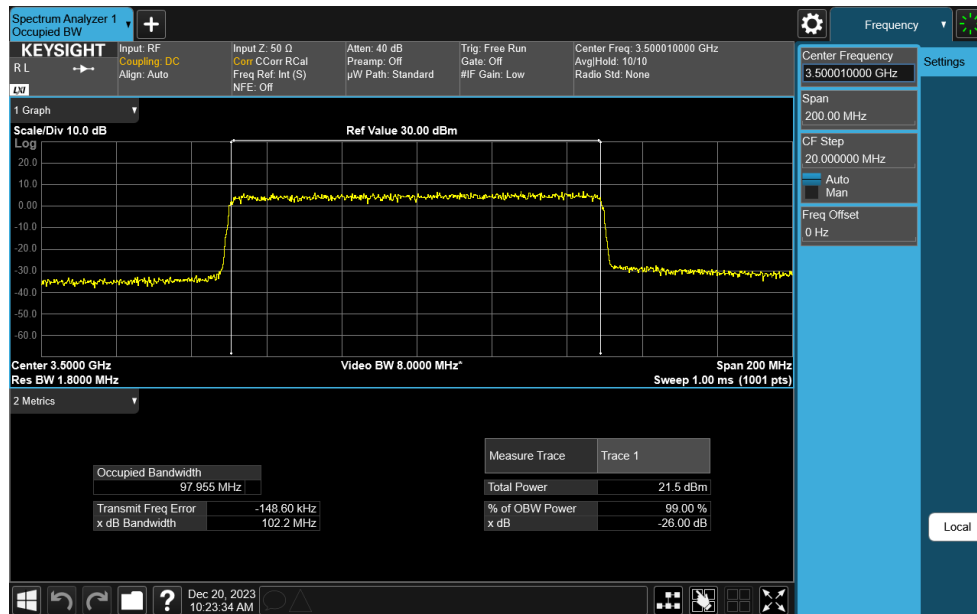 Spectrum Analyzer 1
Occupied BW
+
Frequency
KEYSIGHT
R L
LXI
Input: RF
Coupling: DC
Align: Auto
Input Z: 50 Ω
Corr CCorr RCal
Freq Ref: Int (S)
NFE: Off
Atten: 40 dB
Preamp: Off
µW Path: Standard
Trig: Free Run
Gate: Off
#IF Gain: Low
Center Freq: 3.500010000 GHz
Avg|Hold: 10/10
Radio Std: None
Center Frequency
3.500010000 GHz
Settings
Span
200.00 MHz
CF Step
20.000000 MHz
Auto
Man
Freq Offset
0 Hz
Local
1 Graph
Scale/Div 10.0 dB
Ref Value 30.00 dBm
Log
20.0
10.0
0.00
-10.0
-20.0
-30.0
-40.0
-50.0
-60.0
Center 3.5000 GHz
Video BW 8.0000 MHz*
Span 200 MHz
Res BW 1.8000 MHz
Sweep 1.00 ms (1001 pts)
2 Metrics
Occupied Bandwidth
97.955 MHz
Transmit Freq Error -148.60 kHz
x dB Bandwidth 102.2 MHz
Measure Trace Trace 1
Total Power 21.5 dBm
% of OBW Power 99.00 %
x dB -26.00 dB
?
Dec 20, 2023
10:23:34 AM